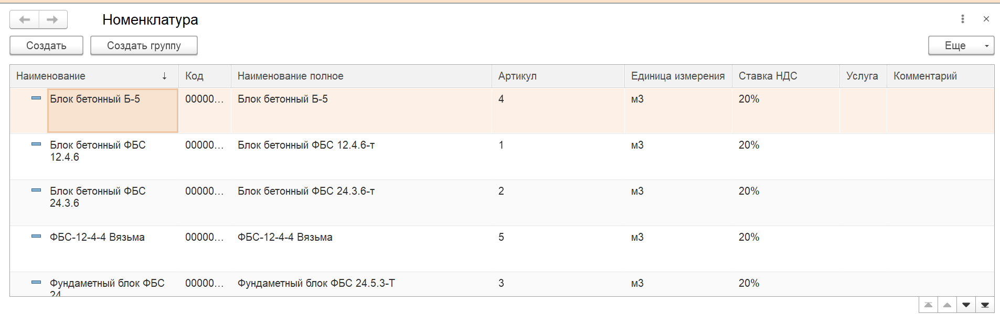 Номенклатура
Создать Создать группу Еще
Наименование ↓ Код Наименование полное Артикул Единица измерения Ставка НДС Услуга Комментарий
Блок бетонный Б-5 00000... Блок бетонный Б-5 4 м3 20%
Блок бетонный ФБС 00000... Блок бетонный ФБС 12.4.6-т 1 м3 20%
12.4.6
Блок бетонный ФБС 00000... Блок бетонный ФБС 24.3.6-т 2 м3 20%
24.3.6
ФБС-12-4-4 Вязьма 00000... ФБС-12-4-4 Вязьма 5 м3 20%
Фундаметный блок ФБС 00000... Фундаметный блок ФБС 24.5.3-Т 3 м3 20%
24